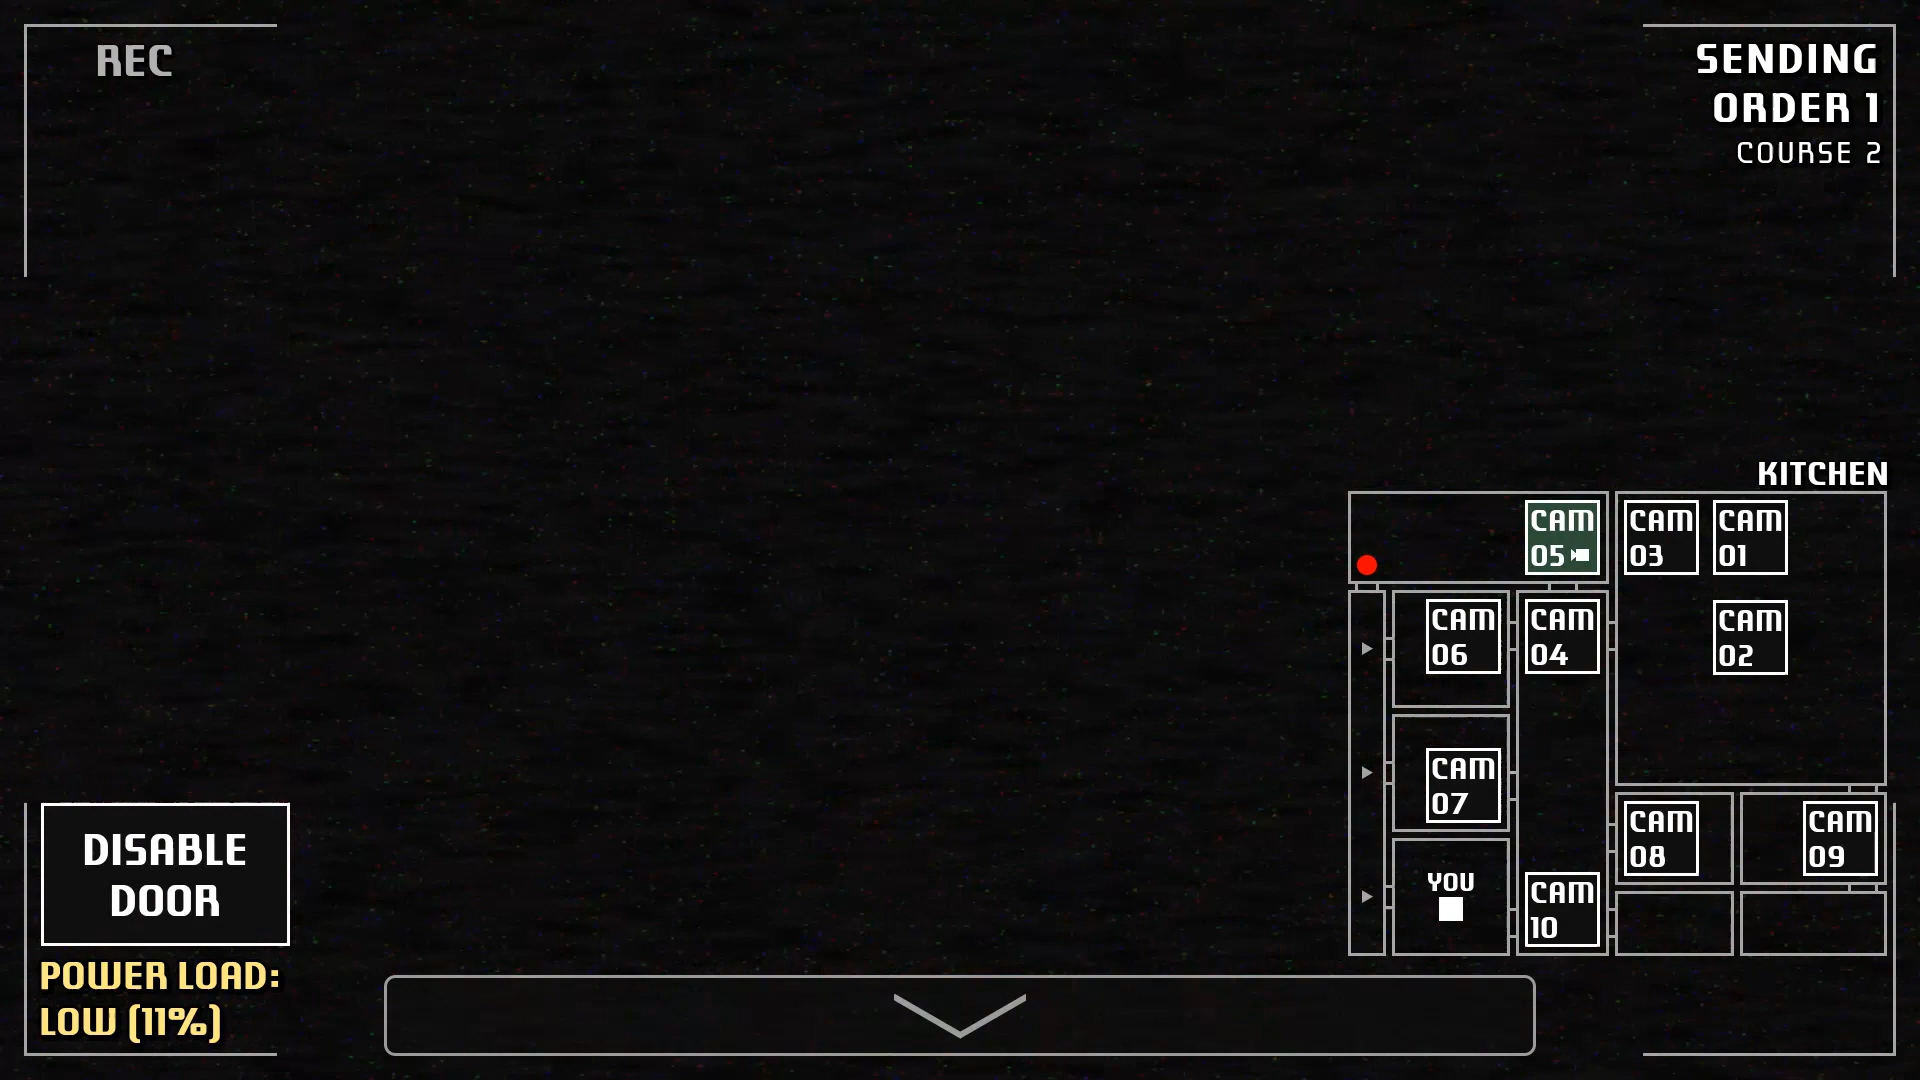 REC
SENDING
ORDER 1
COURSE 2
KITCHEN
CAM
05
CAM
03
CAM
01
CAM
06
CAM
04
CAM
02
CAM
07
CAM
08
CAM
09
YOU
CAM
10
DISABLE
DOOR
POWER LOAD:
LOW (11%)